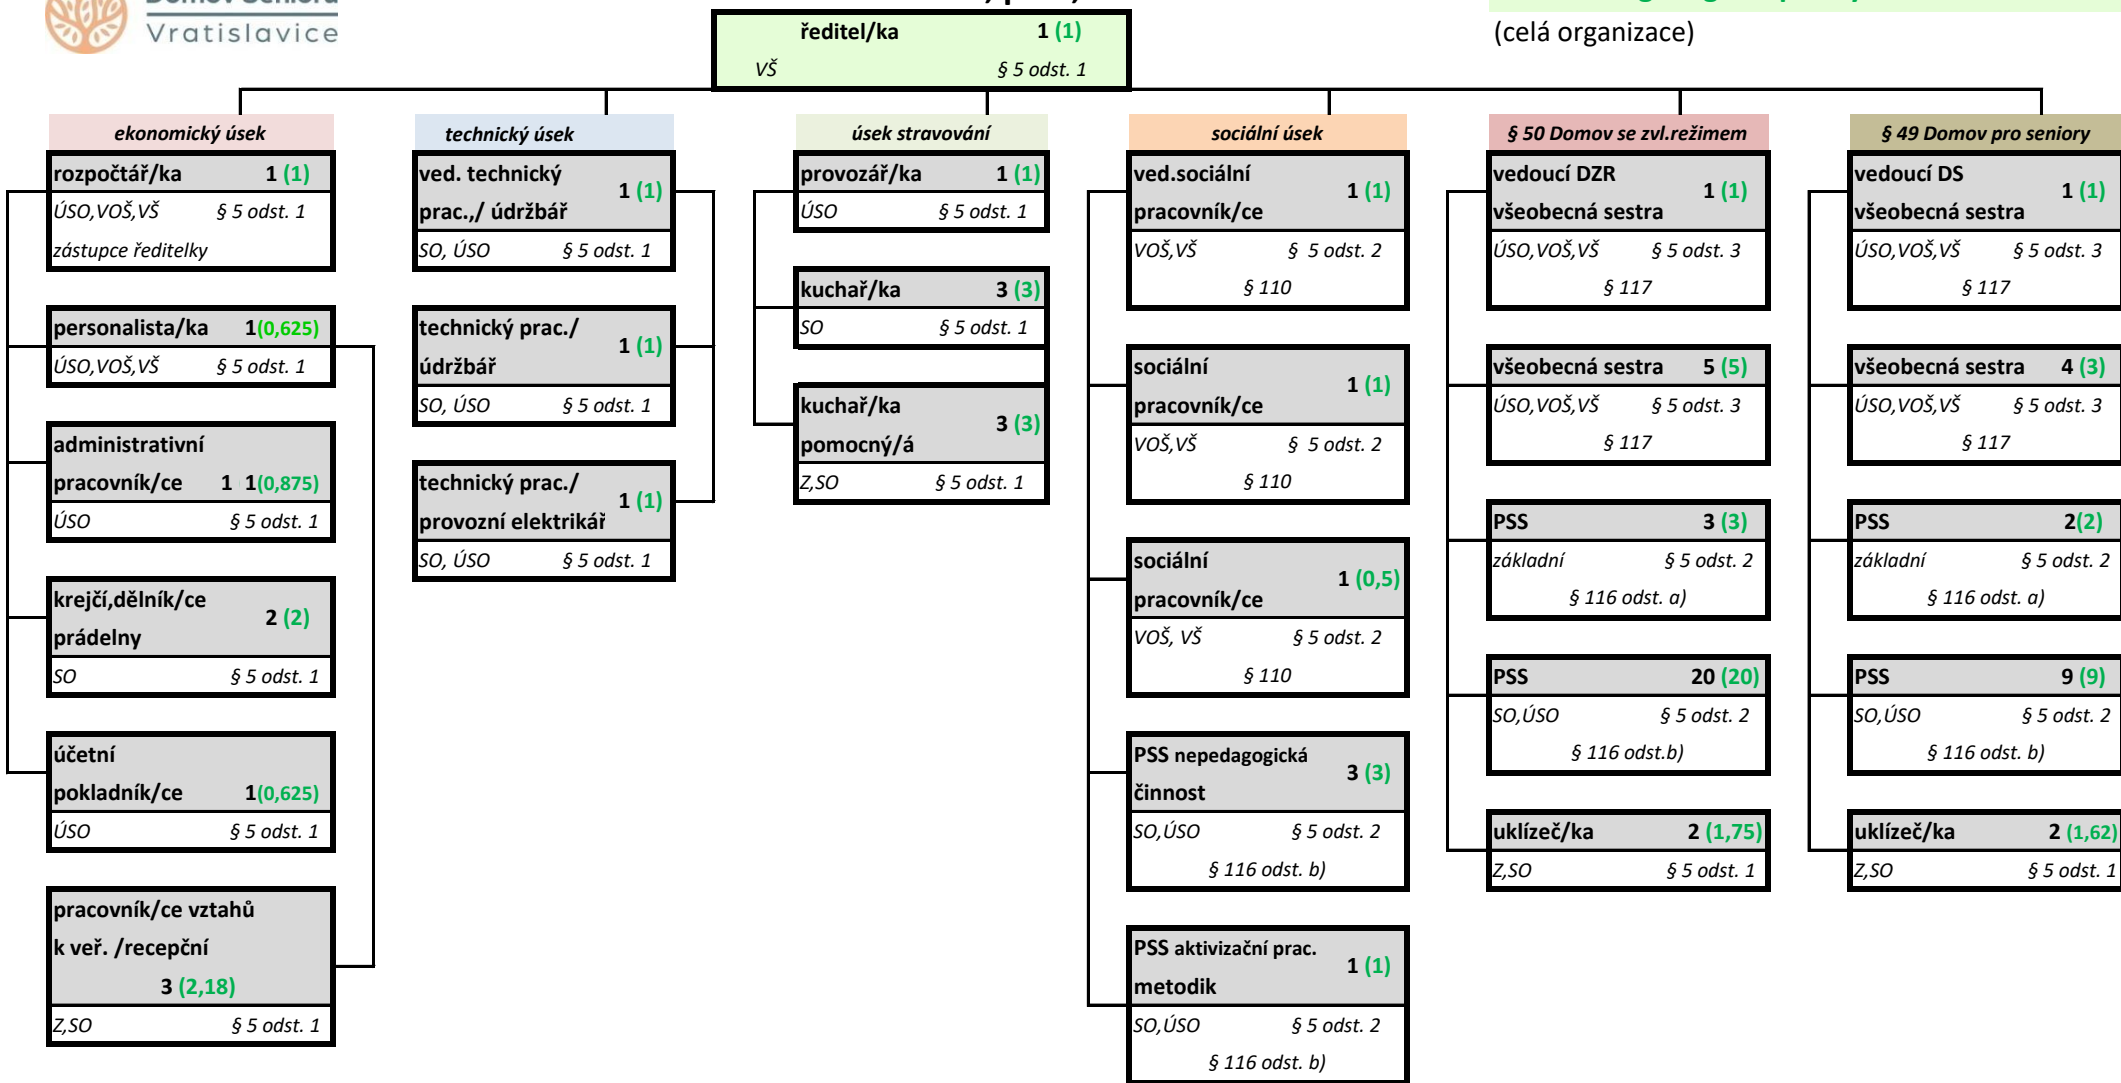 Vratislavice
(celá organizace)
ředitel/ka 1 (1)
VŠ § 5 odst. 1
ekonomický úsek
rozpočtář/ka 1 (1)
ÚSO,VOŠ,VŠ § 5 odst. 1
zástupce ředitelky
personalista/ka 1(0,625)
ÚSO,VOŠ,VŠ § 5 odst. 1
administrativní
pracovník/ce 1 1(0,875)
ÚSO § 5 odst. 1
krejčí,dělník/ce
prádelny 2 (2)
SO § 5 odst. 1
účetní
pokladník/ce 1(0,625)
ÚSO § 5 odst. 1
pracovník/ce vztahů
k veř. /recepční
3 (2,18)
Z,SO § 5 odst. 1
technický úsek
ved. technický
prac.,/ údržbář 1 (1)
SO, ÚSO § 5 odst. 1
technický prac./
údržbář 1 (1)
SO, ÚSO § 5 odst. 1
technický prac./
provozní elektrikář 1 (1)
SO, ÚSO § 5 odst. 1
úsek stravování
provozář/ka 1 (1)
ÚSO § 5 odst. 1
kuchař/ka 3 (3)
SO § 5 odst. 1
kuchař/ka
pomocný/á 3 (3)
Z,SO § 5 odst. 1
sociální úsek
ved.sociální
pracovník/ce 1 (1)
VOŠ,VŠ § 5 odst. 2
§ 110
sociální
pracovník/ce 1 (1)
VOŠ,VŠ § 5 odst. 2
§ 110
sociální
pracovník/ce 1 (0,5)
VOŠ, VŠ § 5 odst. 2
§ 110
PSS nepedagogická
činnost 3 (3)
SO,ÚSO § 5 odst. 2
§ 116 odst. b)
PSS aktivizační prac.
metodik 1 (1)
SO,ÚSO § 5 odst. 2
§ 116 odst. b)
§ 50 Domov se zvl.režimem
vedoucí DZR
všeobecná sestra 1 (1)
ÚSO,VOŠ,VŠ § 5 odst. 3
§ 117
všeobecná sestra 5 (5)
ÚSO,VOŠ,VŠ § 5 odst. 3
§ 117
PSS 3 (3)
základní § 5 odst. 2
§ 116 odst. a)
PSS 20 (20)
SO,ÚSO § 5 odst. 2
§ 116 odst.b)
uklízeč/ka 2 (1,75)
Z,SO § 5 odst. 1
§ 49 Domov pro seniory
vedoucí DS
všeobecná sestra 1 (1)
ÚSO,VOŠ,VŠ § 5 odst. 3
§ 117
všeobecná sestra 4 (3)
ÚSO,VOŠ,VŠ § 5 odst. 3
§ 117
PSS 2(2)
základní § 5 odst. 2
§ 116 odst. a)
PSS 9 (9)
SO,ÚSO § 5 odst. 2
§ 116 odst. b)
uklízeč/ka 2 (1,62)
Z,SO § 5 odst. 1